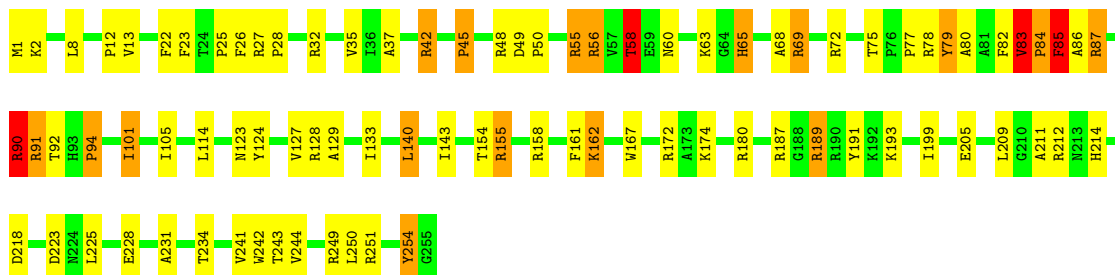 M1 K2 L8 P12 V13 F22 F23 T24 P25 F26 R27 P28 R32 V35 I36 A37 R42 P45 R48 D49 P50 R55 R56 V57 T58 E59 N60 K63 G64 H65 A68 R69 R72 T75 P76 P77 R78 Y79 A80 A81 F82 V83 P84 F85 A86 R87
R90 R91 T92 H93 P94 I101 I105 L114 N123 Y124 V127 R128 A129 I133 L140 I143 T154 R155 R158 F161 K162 W167 R172 A173 K174 R180 R187 G188 R189 R190 Y191 K192 K193 I199 E205 L209 G210 A211 R212 N213 H214
D218 D223 N224 L225 E228 A231 T234 V241 W242 T243 V244 R249 L250 R251 Y254 G255